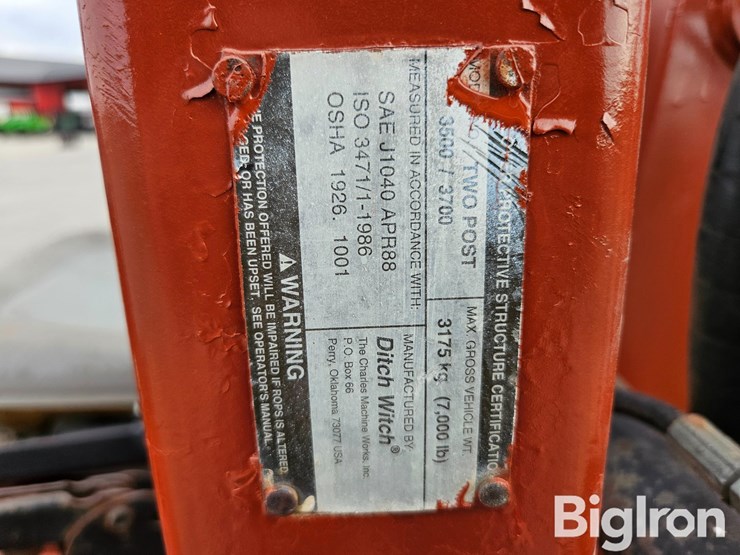 PROTECTIVE STRUCTURE CERTIFICATION
MAX. GROSS VEHICLE WT.
TWO POST
3500 / 3700
3175 kg (7,000 lb)
MEASURED IN ACCORDANCE WITH:
SAE J1040 APR88
ISO 3471/1-1986
OSHA 1926. 1001
MANUFACTURED BY
Ditch Witch®
The Charles Machine Works, Inc.
P.O. Box 66
Perry, Oklahoma 73077 USA
⚠ WARNING
PROTECTION OFFERED WILL BE IMPAIRED IF ROPS IS ALTERED,
OR HAS BEEN UPSET. SEE OPERATOR'S MANUAL.
BigIron